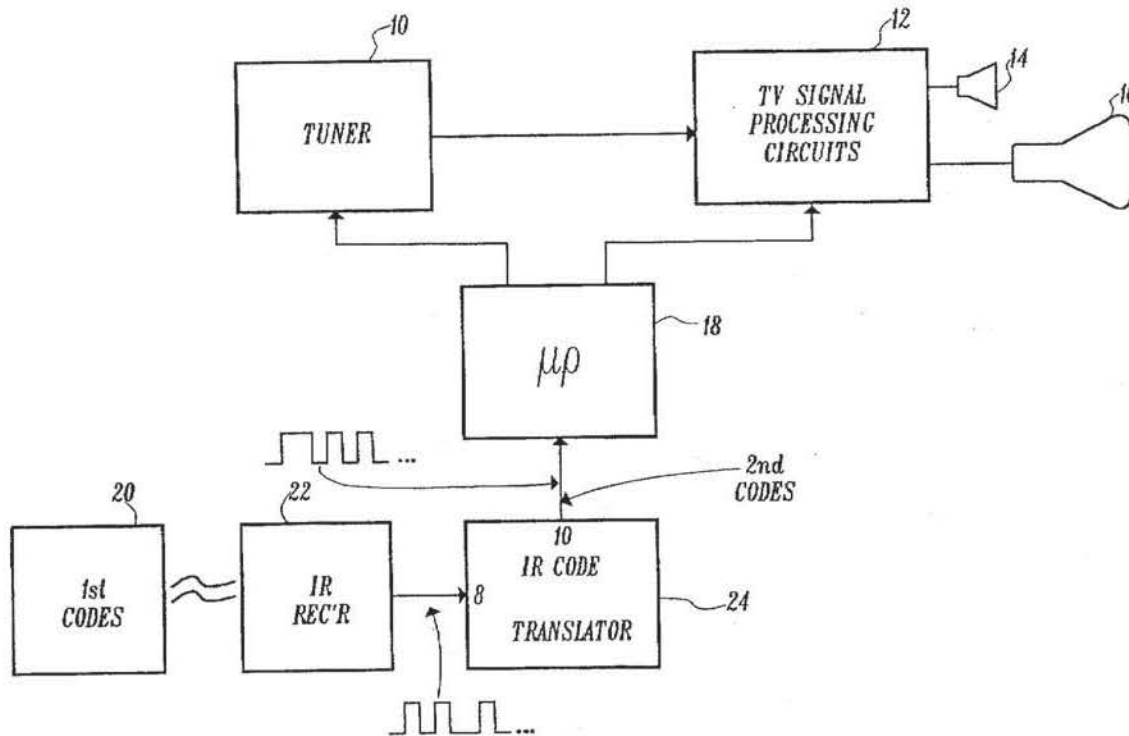 10
TUNER
12
TV SIGNAL
PROCESSING
CIRCUITS
14
18
μρ
...
2nd
CODES
20
1st
CODES
22
IR
REC'R
8
10
IR CODE
TRANSLATOR
24
...